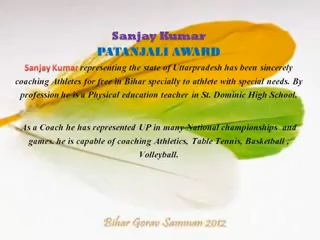 Sanjay Kumar
PATANJALI AWARD
Sanjay Kumar representing the state of Uttarpradesh has been sincerely
coaching Athletes for free in Bihar specially to athlete with special needs. By
profession he is a Physical education teacher in St. Dominic High School.
As a Coach he has represented UP in many National championships and
games. he is capable of coaching Athletics, Table Tennis, Basketball ,
Volleyball.
Bihar Gorav Samman 2012